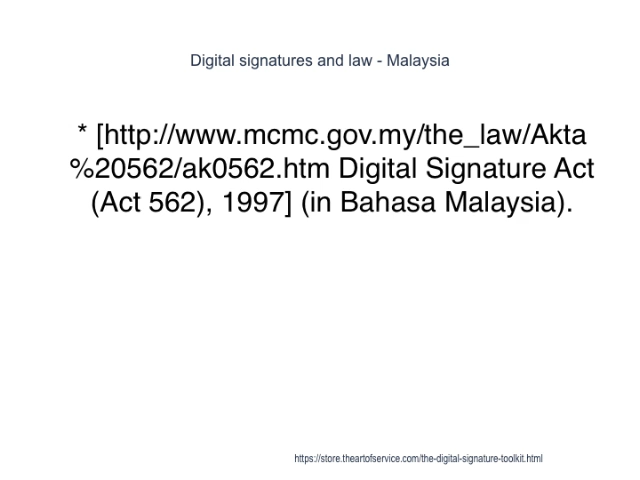 Digital signatures and law - Malaysia
* [http://www.mcmc.gov.my/the_law/Akta
%20562/ak0562.htm Digital Signature Act
(Act 562), 1997] (in Bahasa Malaysia).
https://store.theartofservice.com/the-digital-signature-toolkit.html